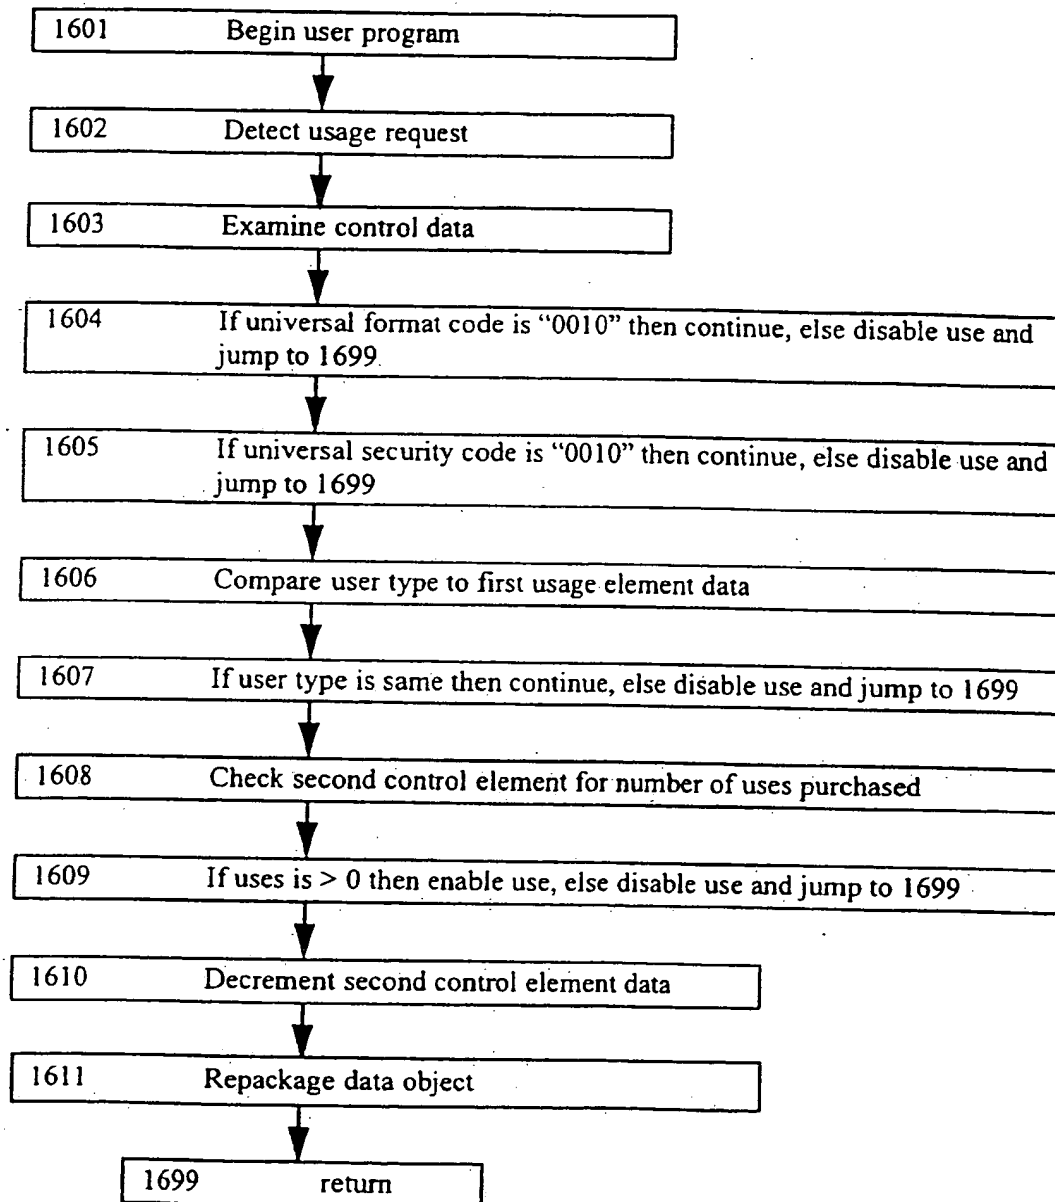 1601 Begin user program
1602 Detect usage request
1603 Examine control data
1604 If universal format code is “0010” then continue, else disable use and
jump to 1699
1605 If universal security code is “0010” then continue, else disable use and
jump to 1699
1606 Compare user type to first usage element data
1607 If user type is same then continue, else disable use and jump to 1699
1608 Check second control element for number of uses purchased
1609 If uses is > 0 then enable use, else disable use and jump to 1699
1610 Decrement second control element data
1611 Repackage data object
1699 return